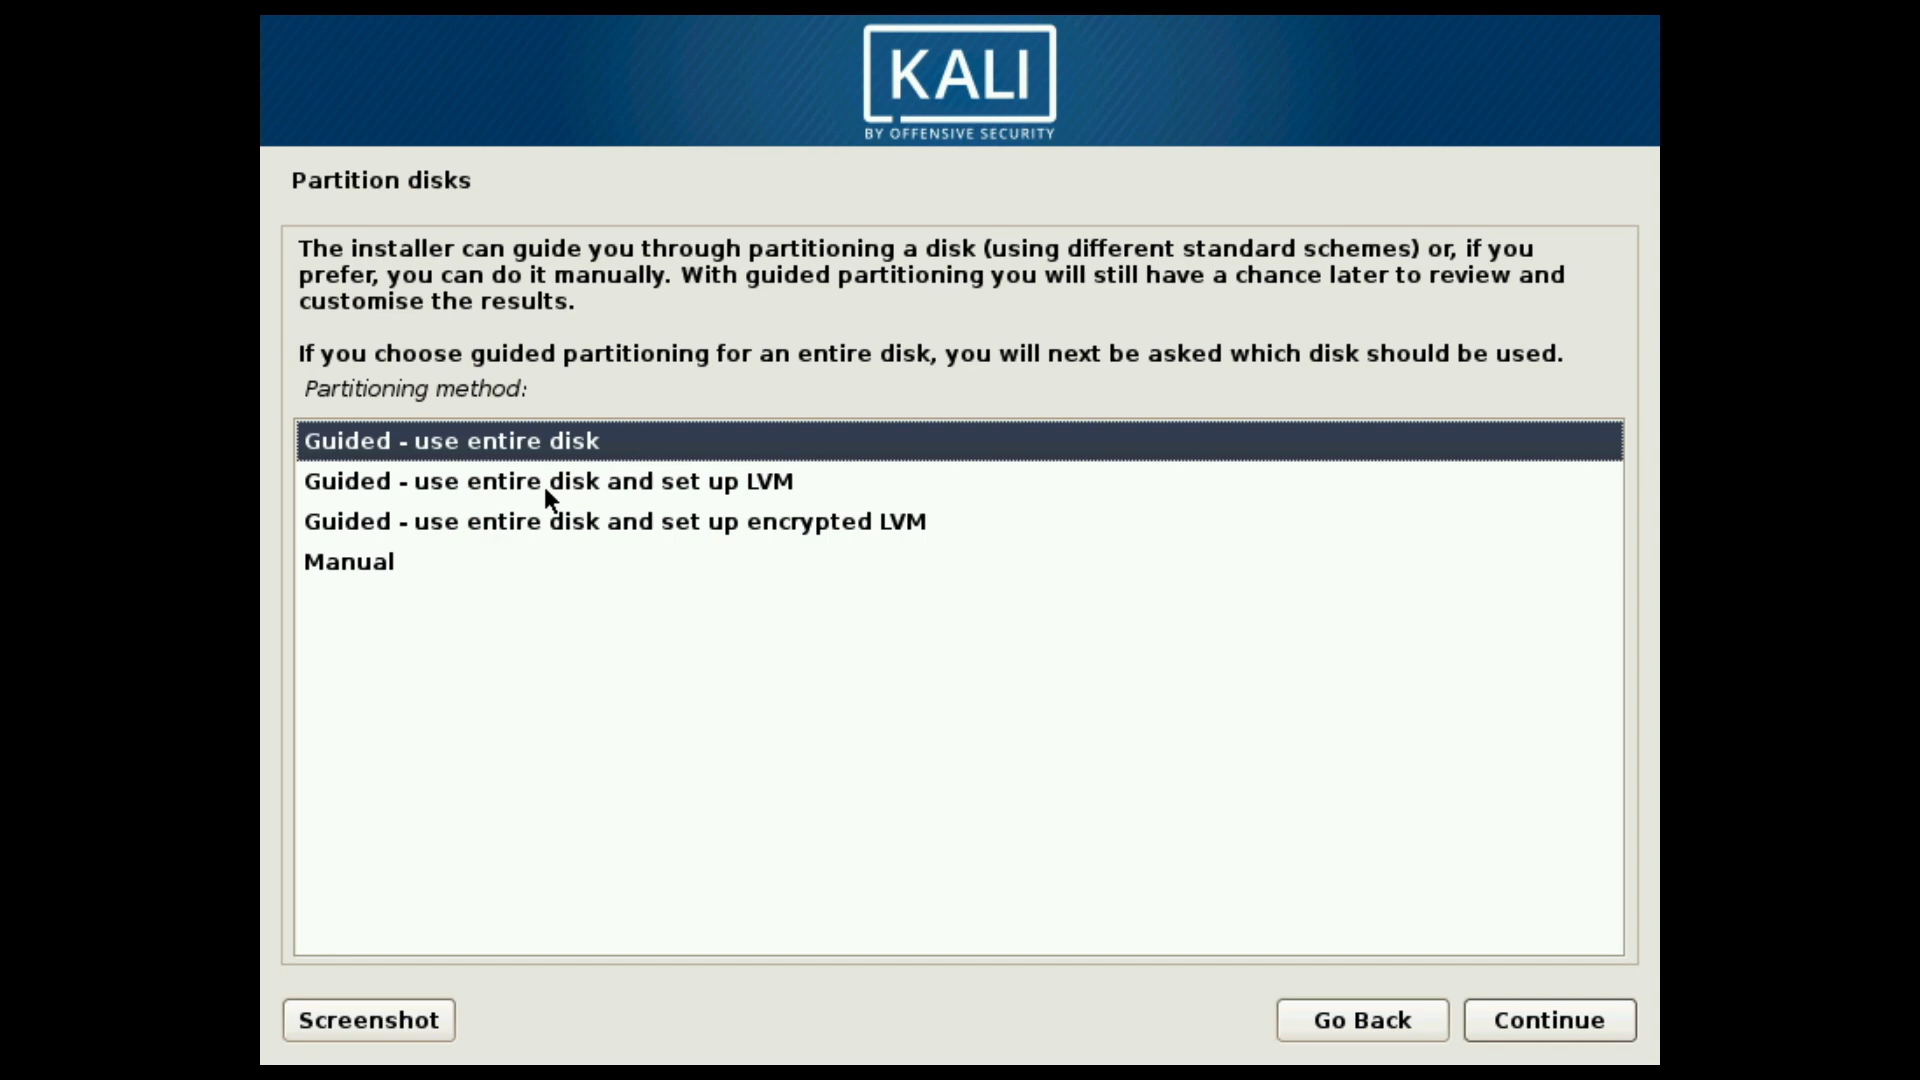 KALI
BY OFFENSIVE SECURITY
Partition disks
The installer can guide you through partitioning a disk (using different standard schemes) or, if you
prefer, you can do it manually. With guided partitioning you will still have a chance later to review and
customise the results.
If you choose guided partitioning for an entire disk, you will next be asked which disk should be used.
Partitioning method:
Guided - use entire disk
Guided - use entire disk and set up LVM
Guided - use entire disk and set up encrypted LVM
Manual
Screenshot
Go Back
Continue